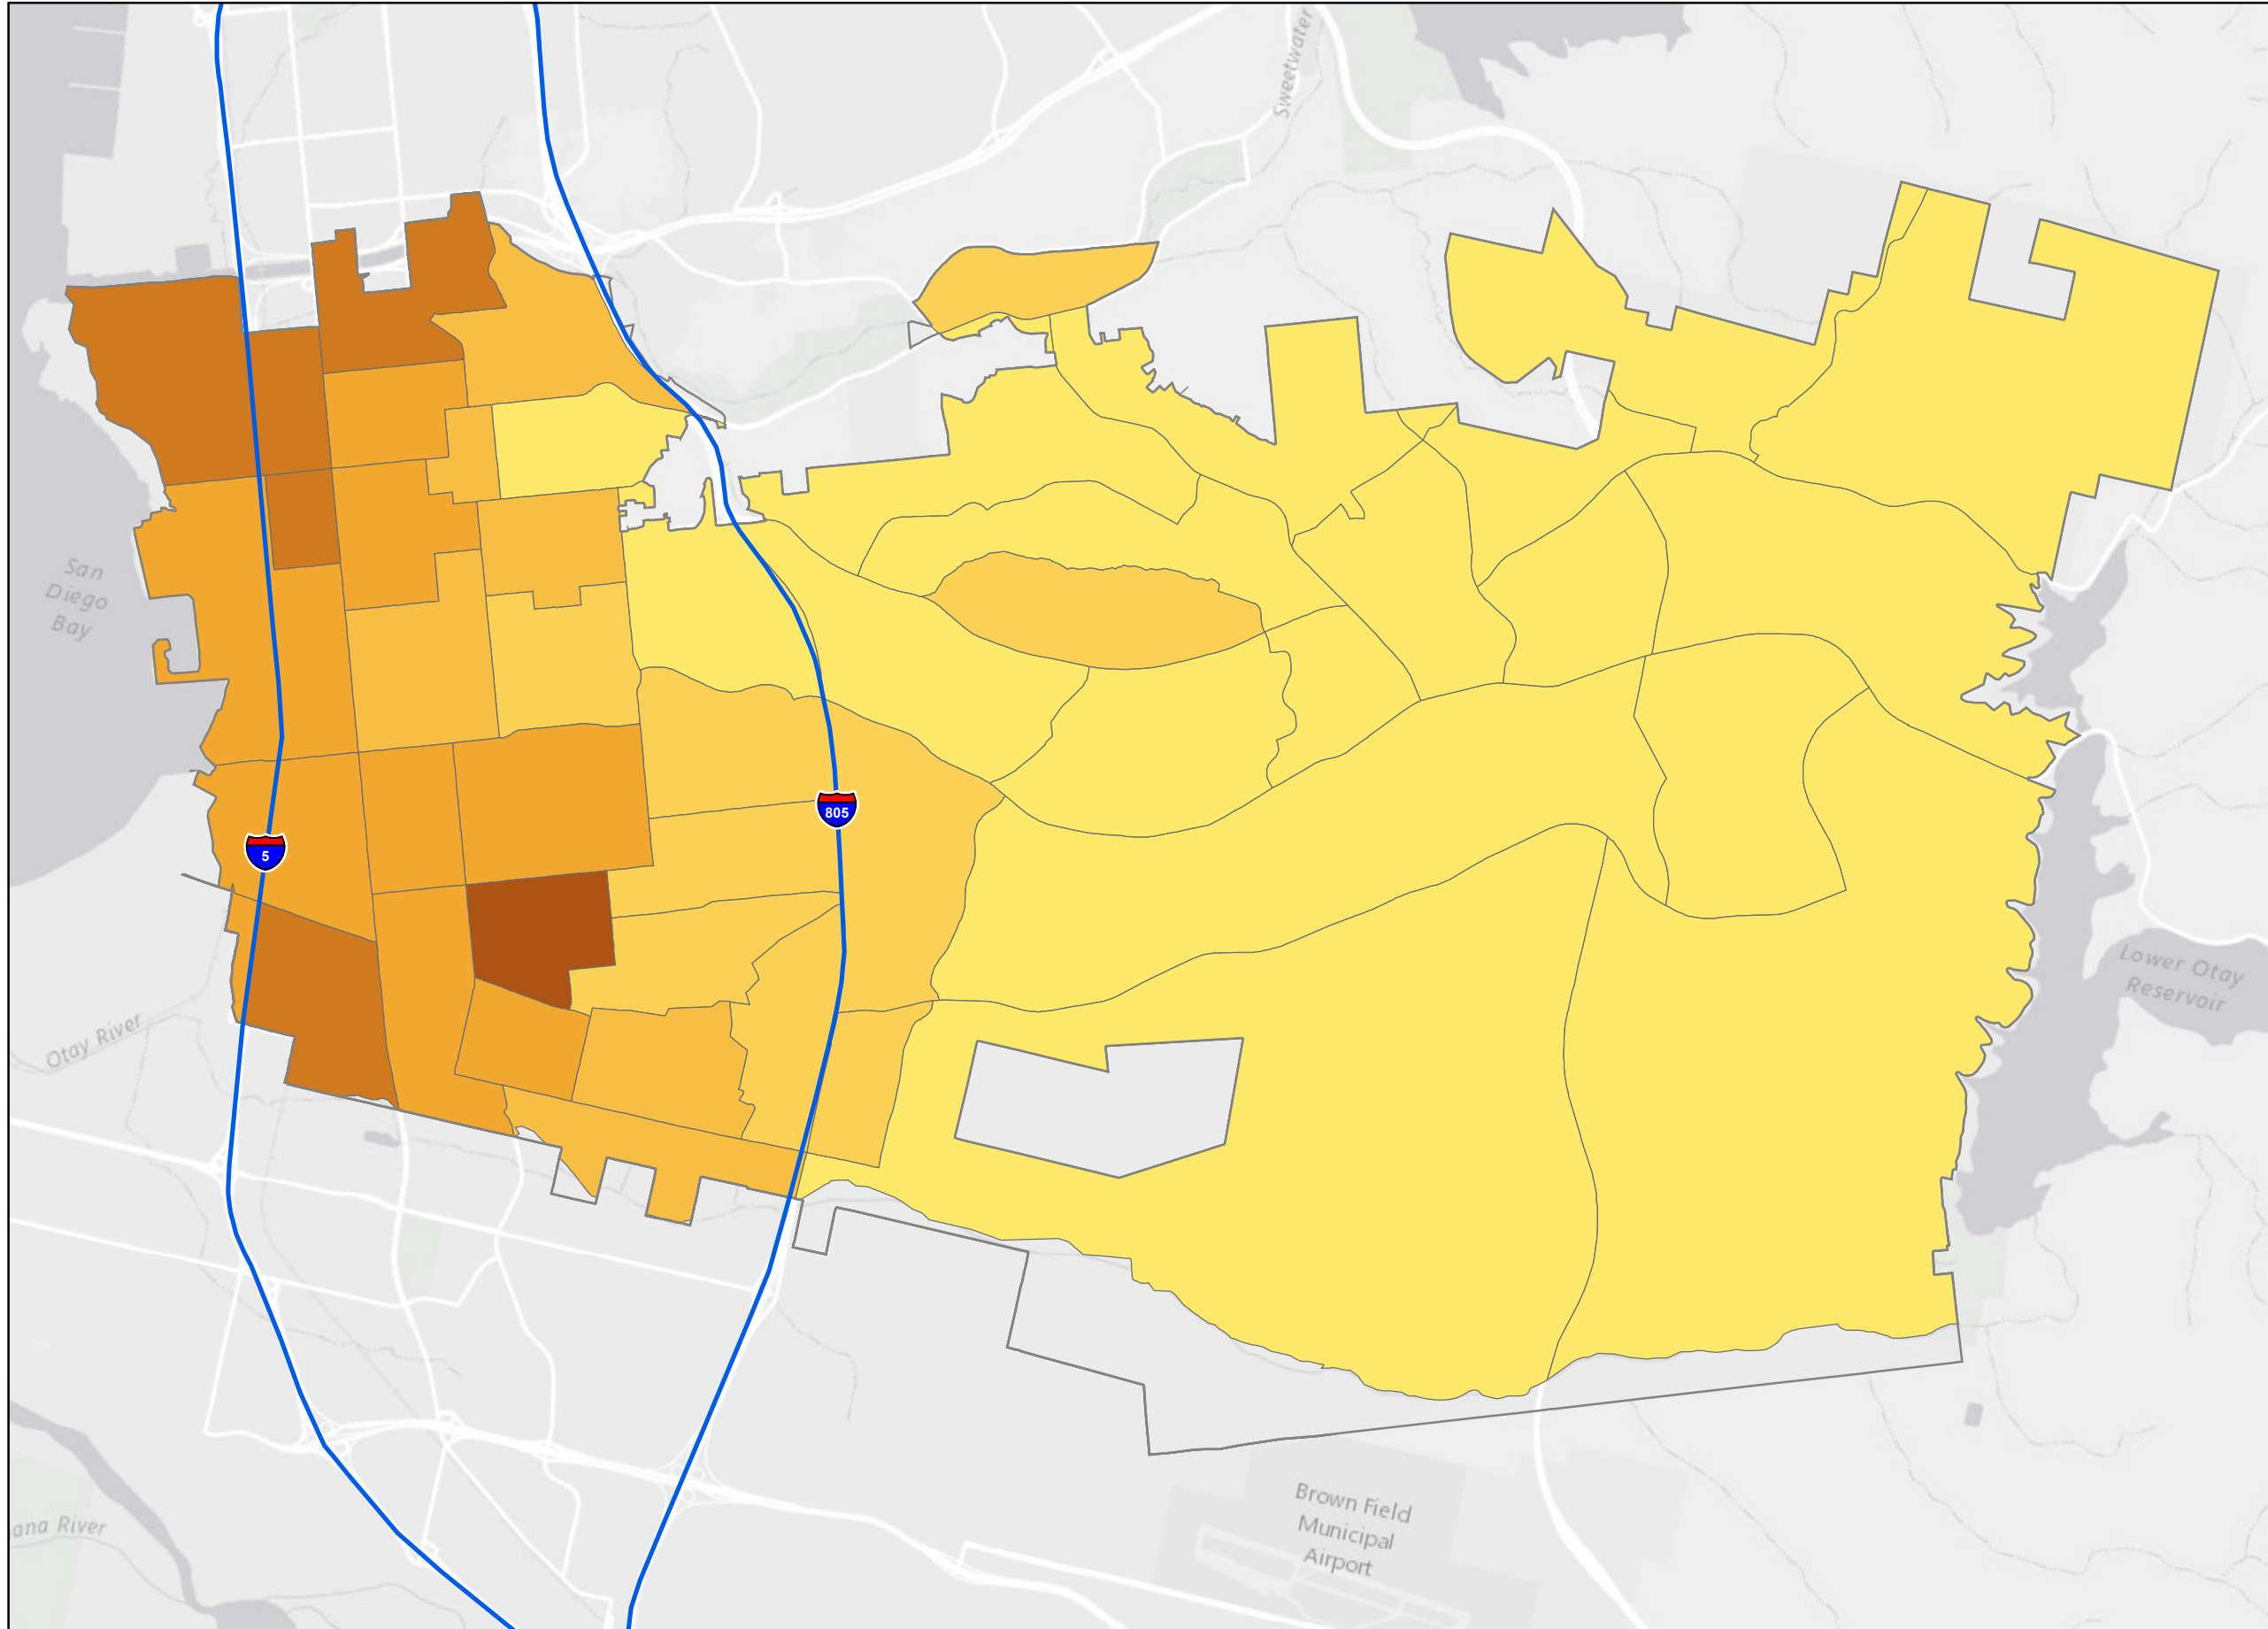 Sweetwater
San
Diego
Bay
805
5
Lower Otay
Reservoir
Otay River
Brown Field
Municipal
Airport
ana River